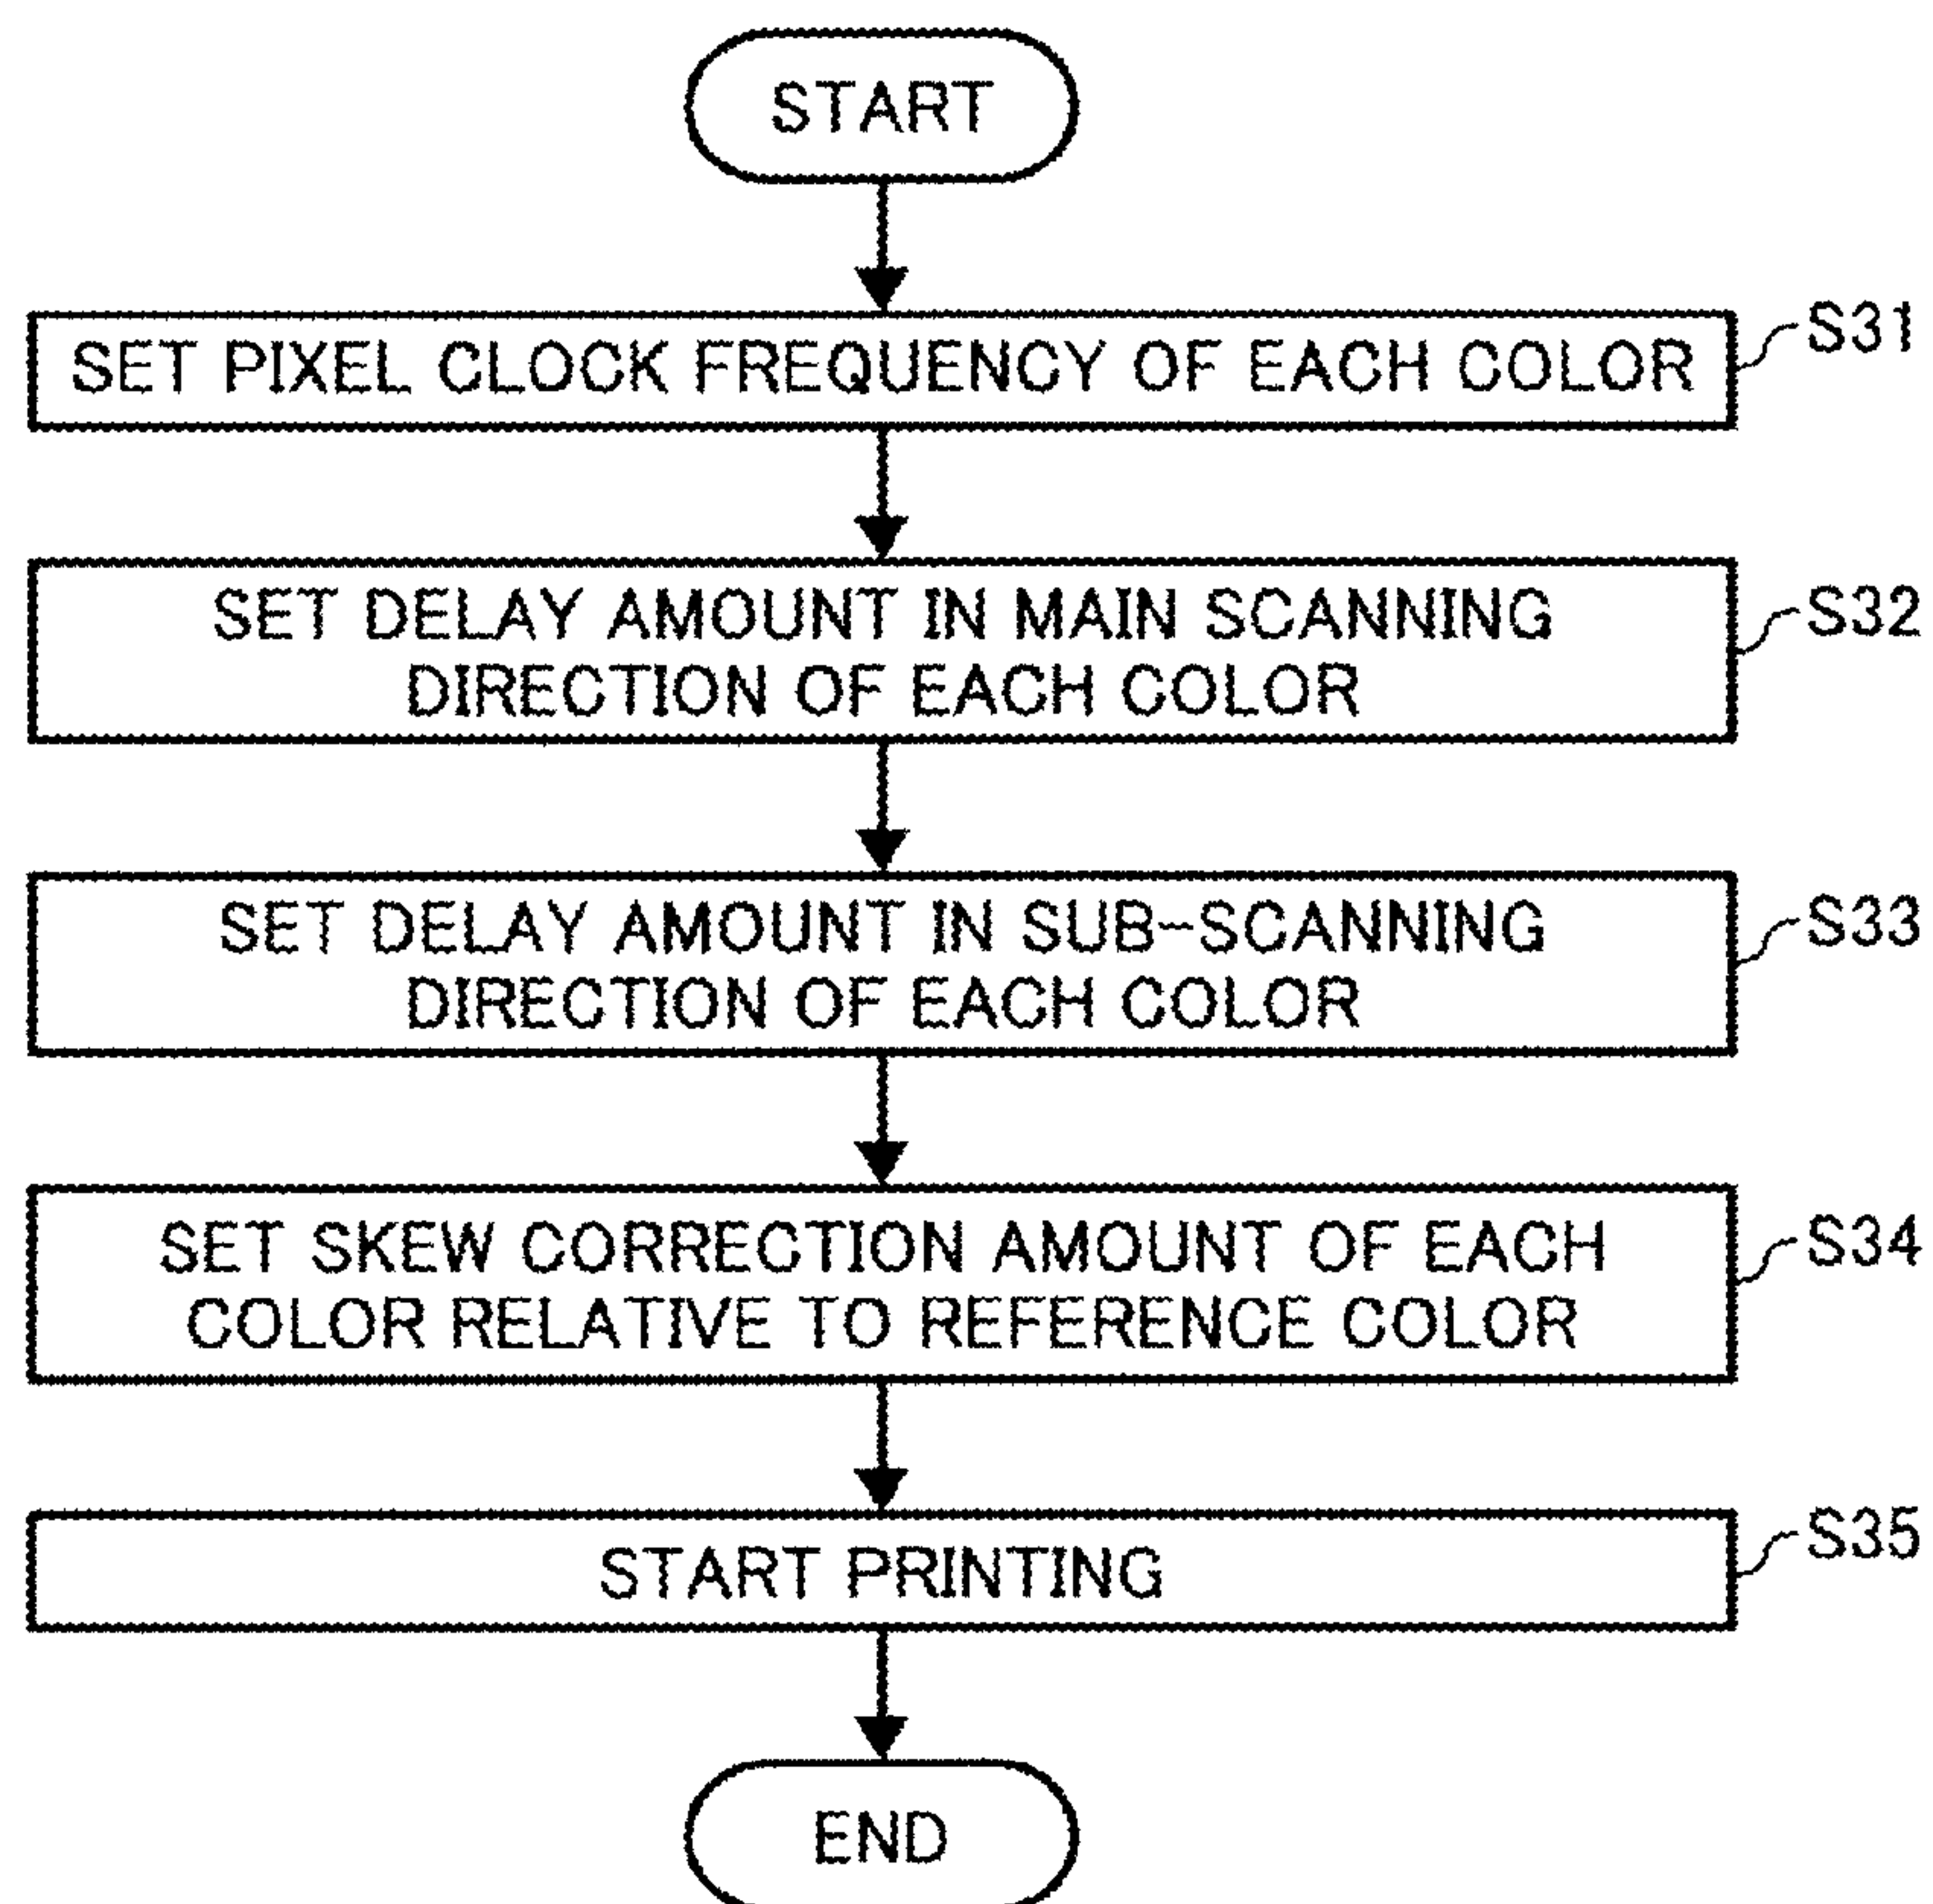 START
SET PIXEL CLOCK FREQUENCY OF EACH COLOR
S31
SET DELAY AMOUNT IN MAIN SCANNING
DIRECTION OF EACH COLOR
S32
SET DELAY AMOUNT IN SUB-SCANNING
DIRECTION OF EACH COLOR
S33
SET SKEW CORRECTION AMOUNT OF EACH
COLOR RELATIVE TO REFERENCE COLOR
S34
START PRINTING
S35
END